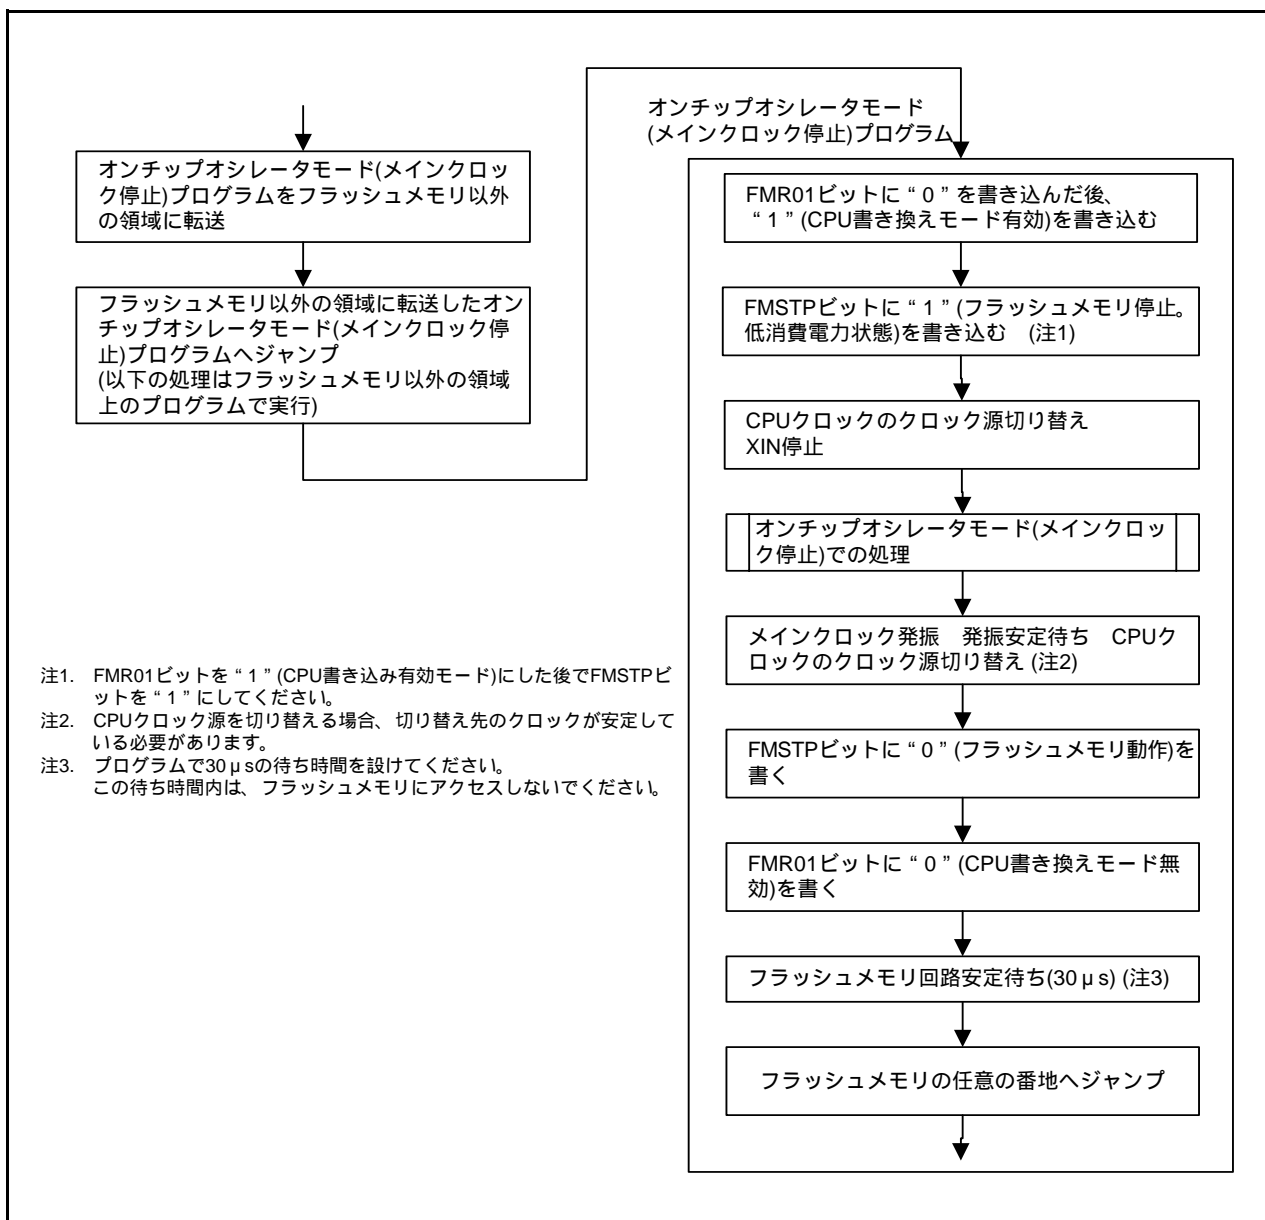 オンチップオシレータモード(メインクロッ
ク停止)プログラムをフラッシュメモリ以外
の領域に転送
フラッシュメモリ以外の領域に転送したオン
チップオシレータモード(メインクロック停
止)プログラムへジャンプ
(以下の処理はフラッシュメモリ以外の領域
上のプログラムで実行)
オンチップオシレータモード
(メインクロック停止)プログラム
FMR01ビットに“0”を書き込んだ後、
“1”(CPU書き換えモード有効)を書き込む
FMSTPビットに“1”(フラッシュメモリ停止。
低消費電力状態)を書き込む (注1)
CPUクロックのクロック源切り替え
XIN停止
オンチップオシレータモード(メインクロッ
ク停止)での処理
メインクロック発振 発振安定待ち CPUク
ロックのクロック源切り替え (注2)
FMSTPビットに“0”(フラッシュメモリ動作)を
書く
FMR01ビットに“0”(CPU書き換えモード無
効)を書く
フラッシュメモリ回路安定待ち(30μs) (注3)
フラッシュメモリの任意の番地へジャンプ
注1. FMR01ビットを“1”(CPU書き込み有効モード)にした後でFMSTPビ
ットを“1”にしてください。
注2. CPUクロック源を切り替える場合、切り替え先のクロックが安定して
いる必要があります。
注3. プログラムで30μsの待ち時間を設けてください。
この待ち時間内は、フラッシュメモリにアクセスしないでください。